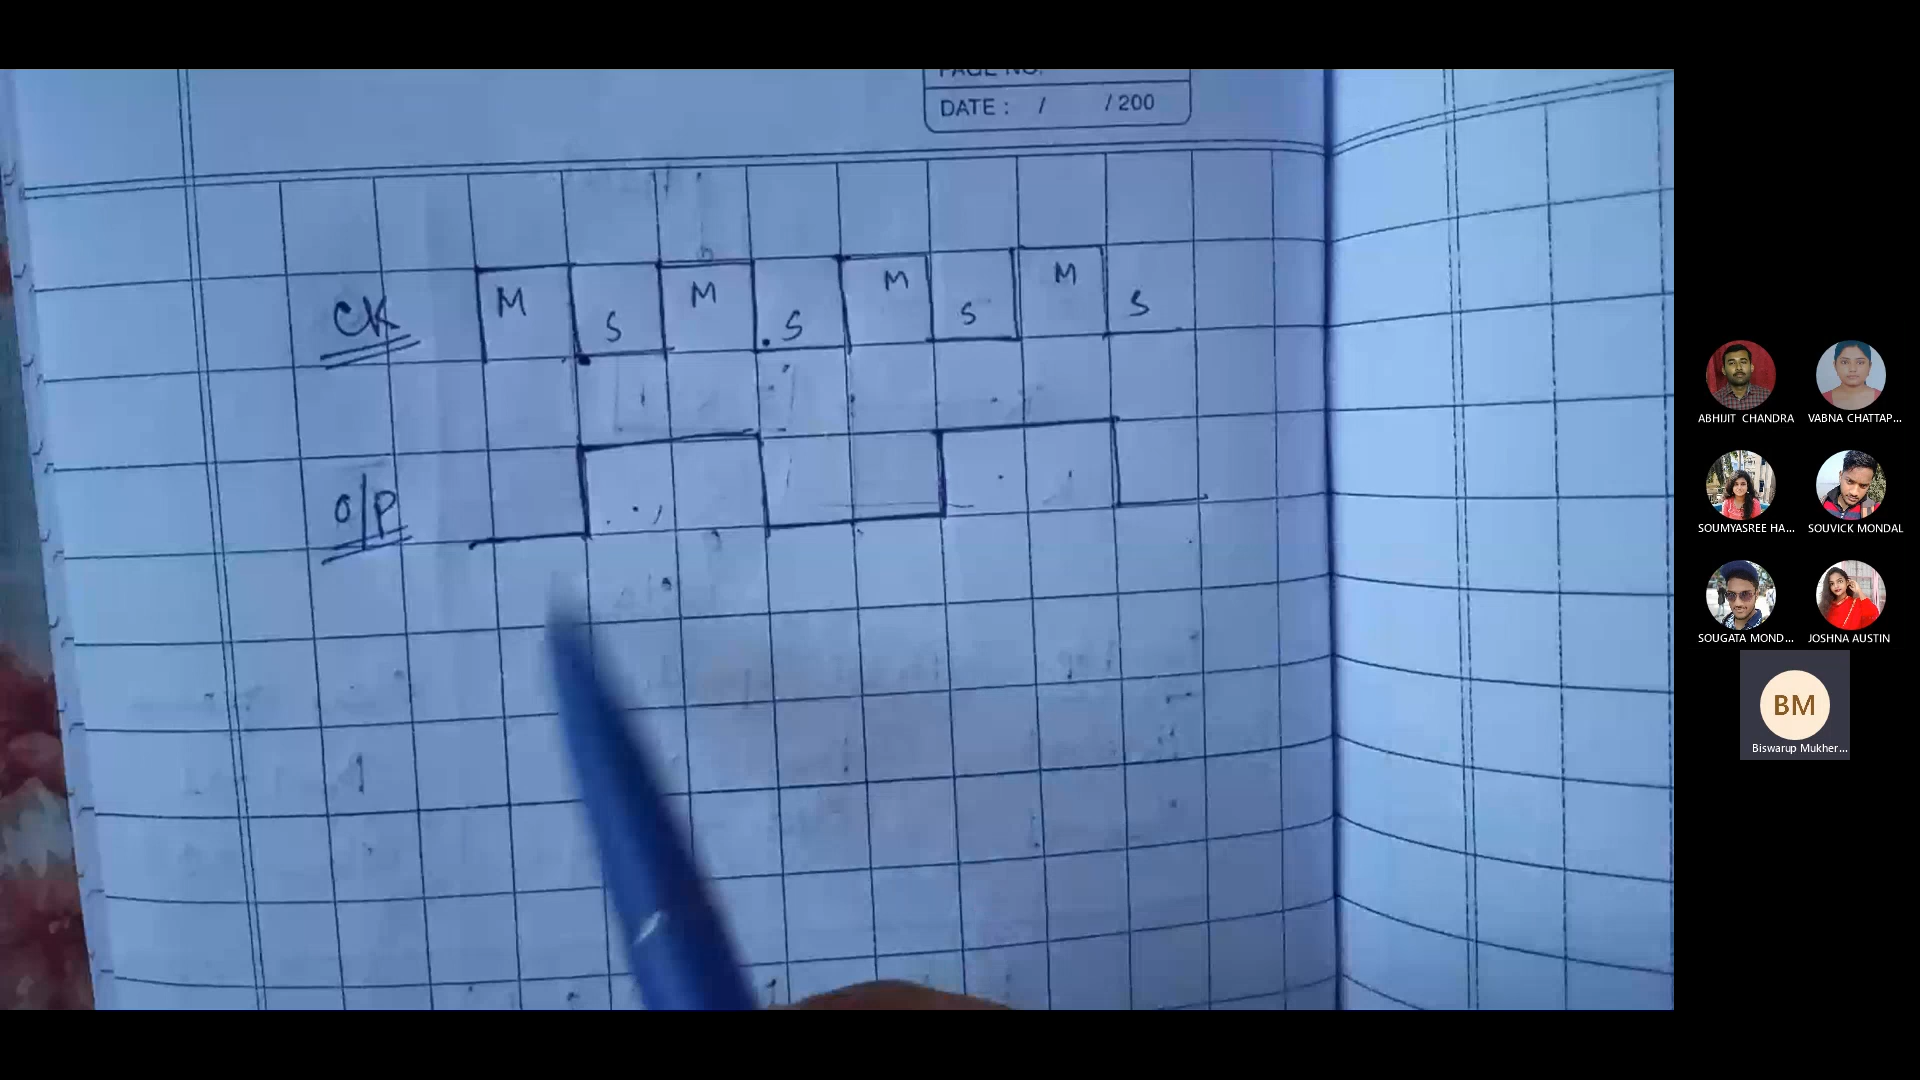 PAGE NO.
DATE : / / 200
CK M S M S M S M S
O/P
ABHIJIT CHANDRA
VABNA CHATTAP...
SOUMYASREE HA...
SOUVICK MONDAL
SOUGATA MOND...
JOSHNA AUSTIN
BM
Biswarup Mukher...